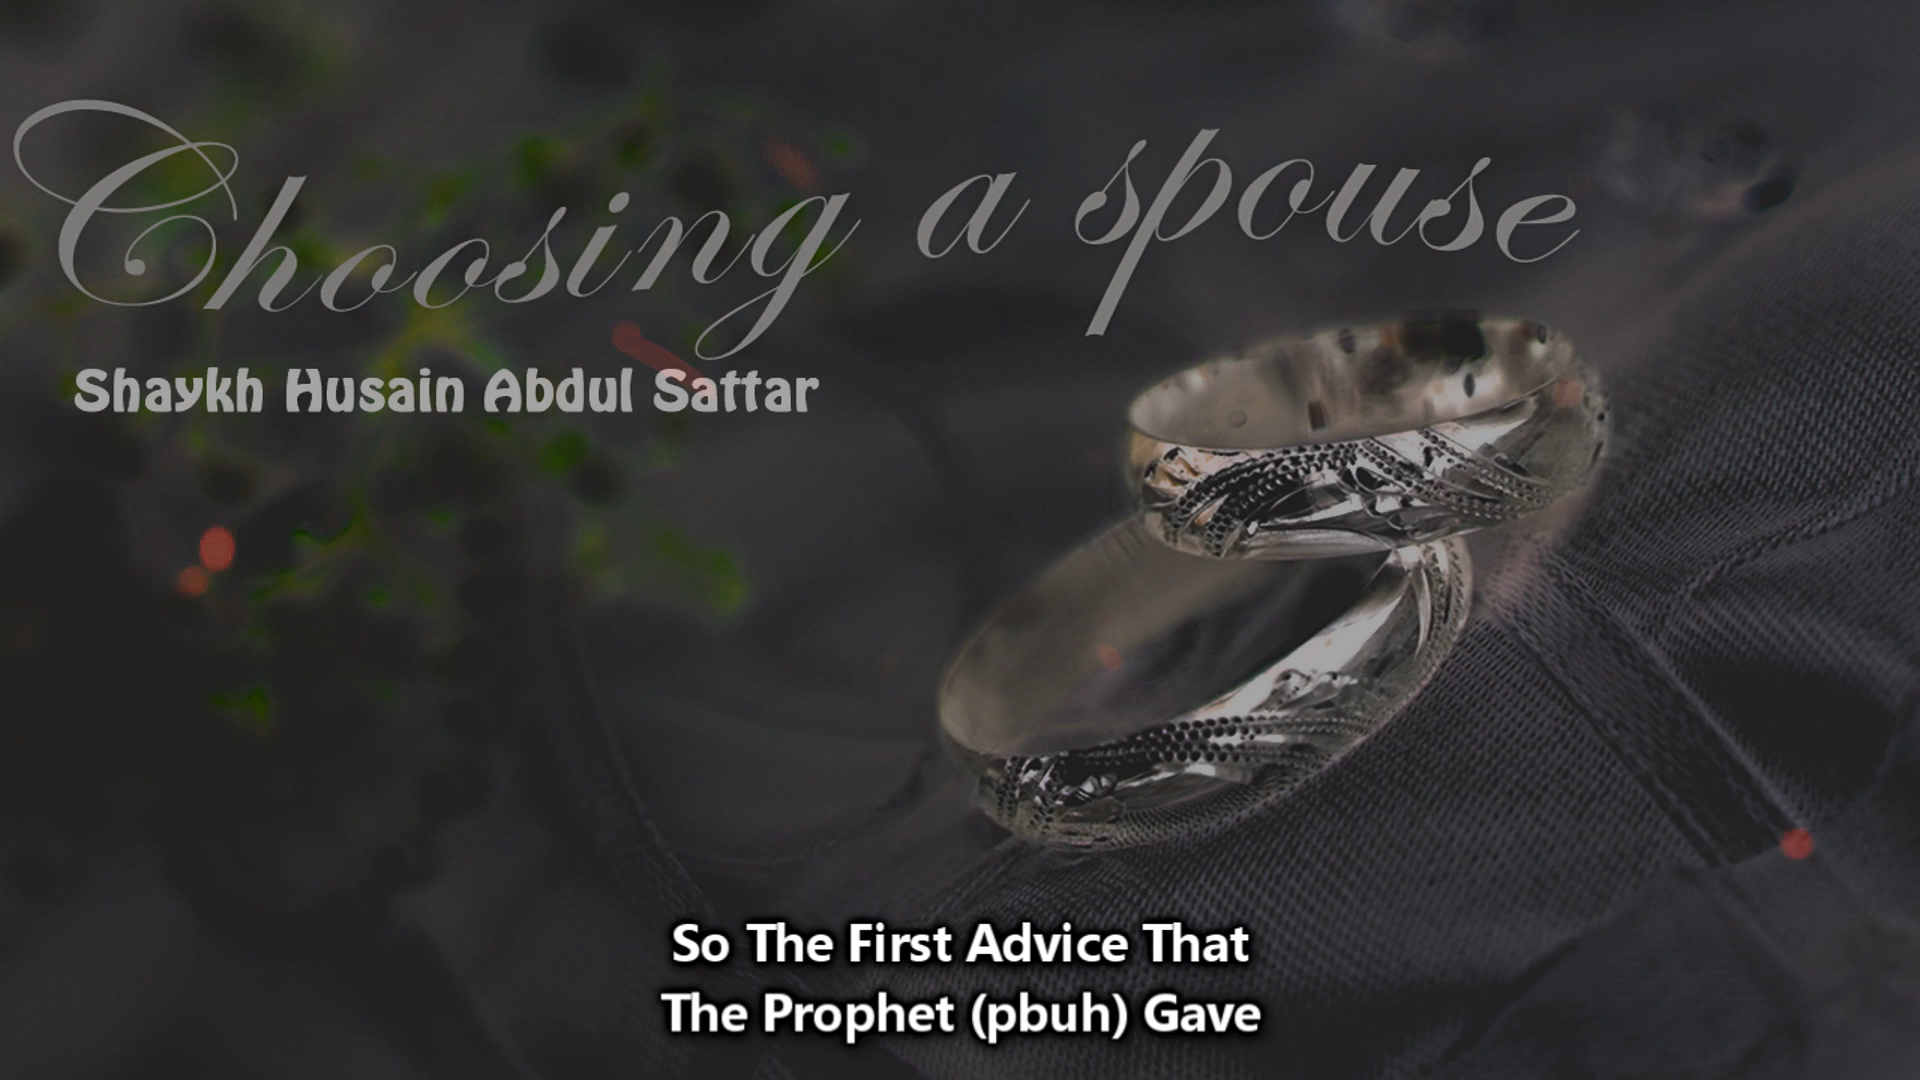 Choosing a spouse
Shaykh Husain Abdul Sattar
So The First Advice That
The Prophet (pbuh) Gave